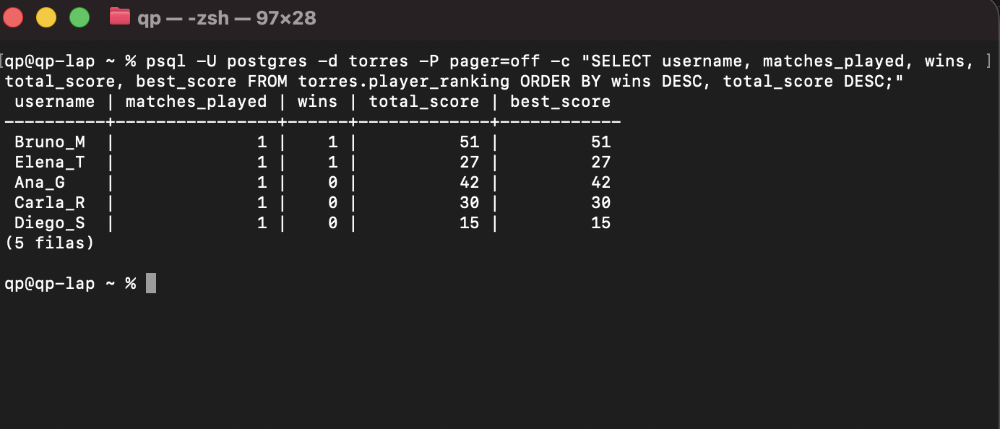 qp — -zsh — 97×28
qp@qp-lap ~ % psql -U postgres -d torres -P pager=off -c "SELECT username, matches_played, wins,
total_score, best_score FROM torres.player_ranking ORDER BY wins DESC, total_score DESC;"
 username | matches_played | wins | total_score | best_score
----------+----------------+------+-------------+------------
 Bruno_M  |              1 |    1 |          51 |         51
 Elena_T  |              1 |    1 |          27 |         27
 Ana_G    |              1 |    0 |          42 |         42
 Carla_R  |              1 |    0 |          30 |         30
 Diego_S  |              1 |    0 |          15 |         15
(5 filas)
qp@qp-lap ~ %